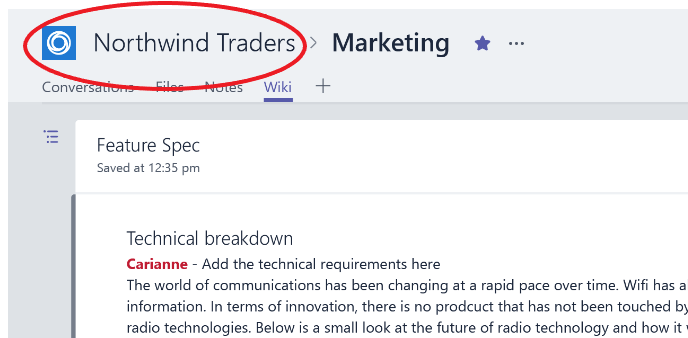 Northwind Traders > Marketing ★ ...
Conversations Files Notes Wiki +
Feature Spec
Saved at 12:35 pm
Technical breakdown
Carianne - Add the technical requirements here
The world of communications has been changing at a rapid pace over time. Wifi has a
information. In terms of innovation, there is no prodcuct that has not been touched by
radio technologies. Below is a small look at the future of radio technology and how it